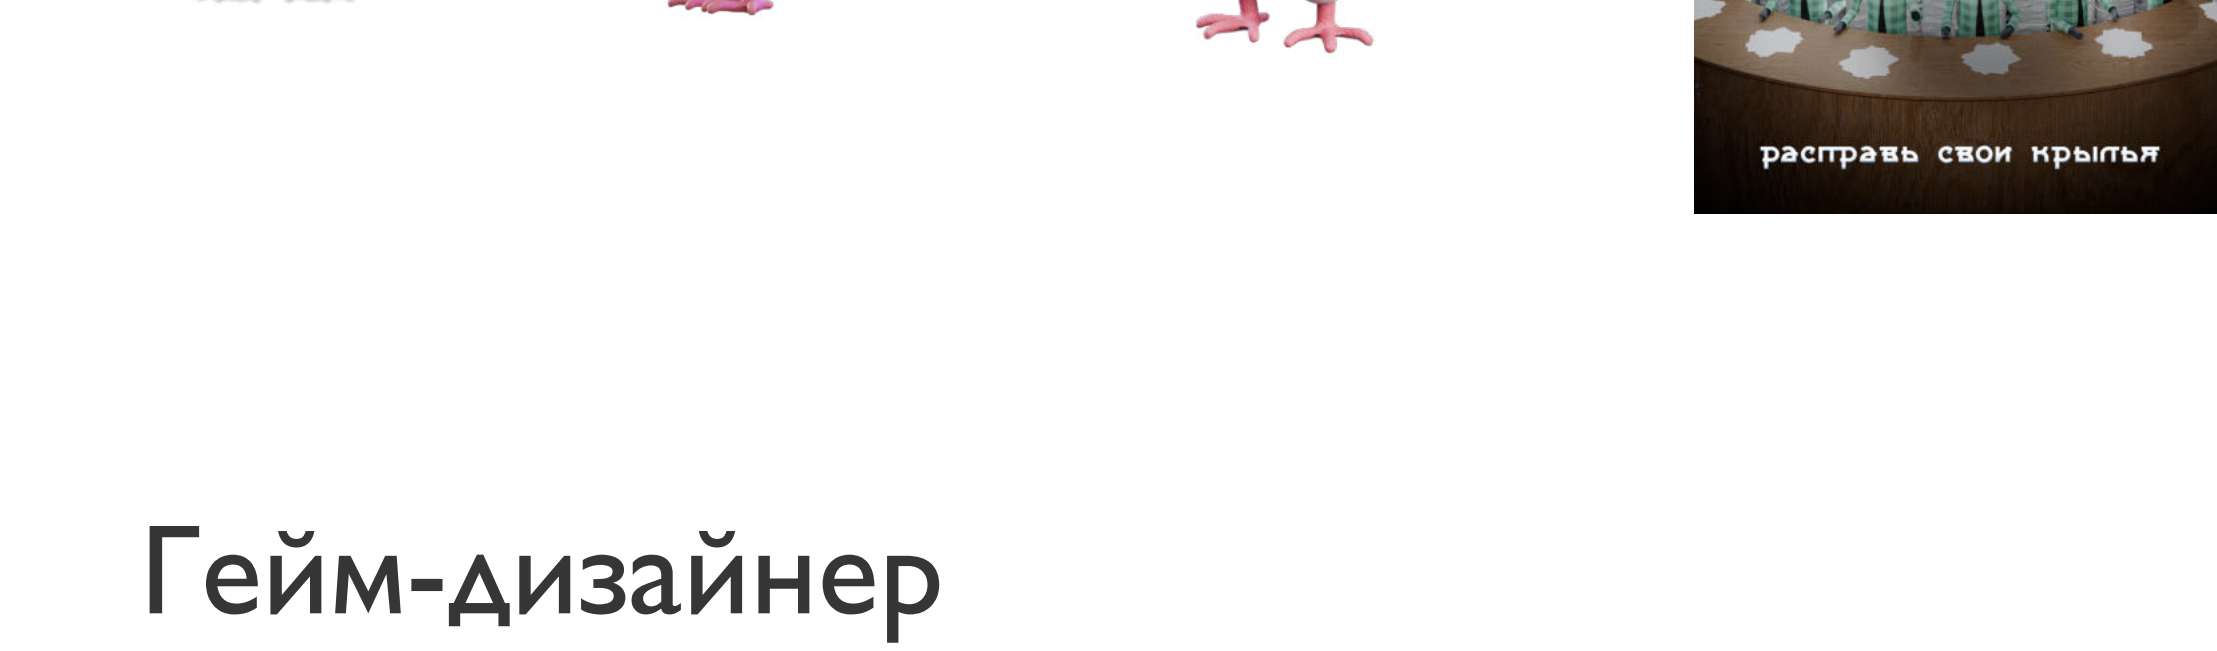 расправь свои крылья
Гейм-дизайнер